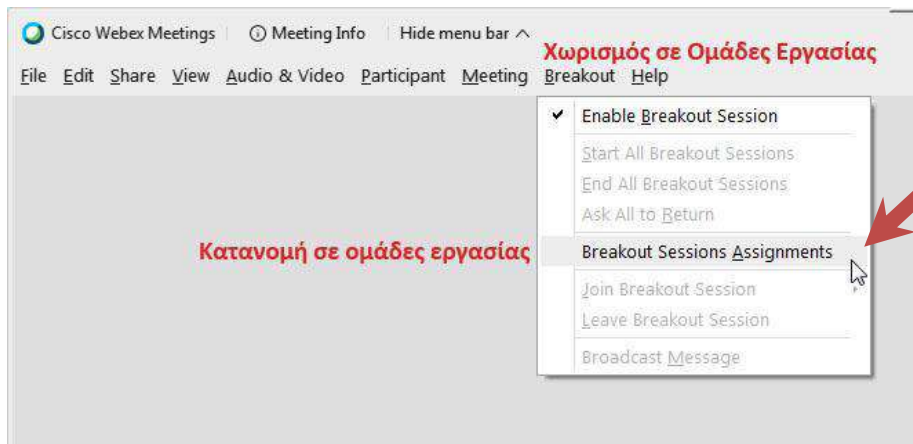 Cisco Webex Meetings Meeting Info Hide menu bar
Χωρισμός σε Ομάδες Εργασίας
File Edit Share View Audio & Video Participant Meeting Breakout Help
Enable Breakout Session
Start All Breakout Sessions
End All Breakout Sessions
Ask All to Return
Κατανομή σε ομάδες εργασίας Breakout Sessions Assignments
Join Breakout Session
Leave Breakout Session
Broadcast Message